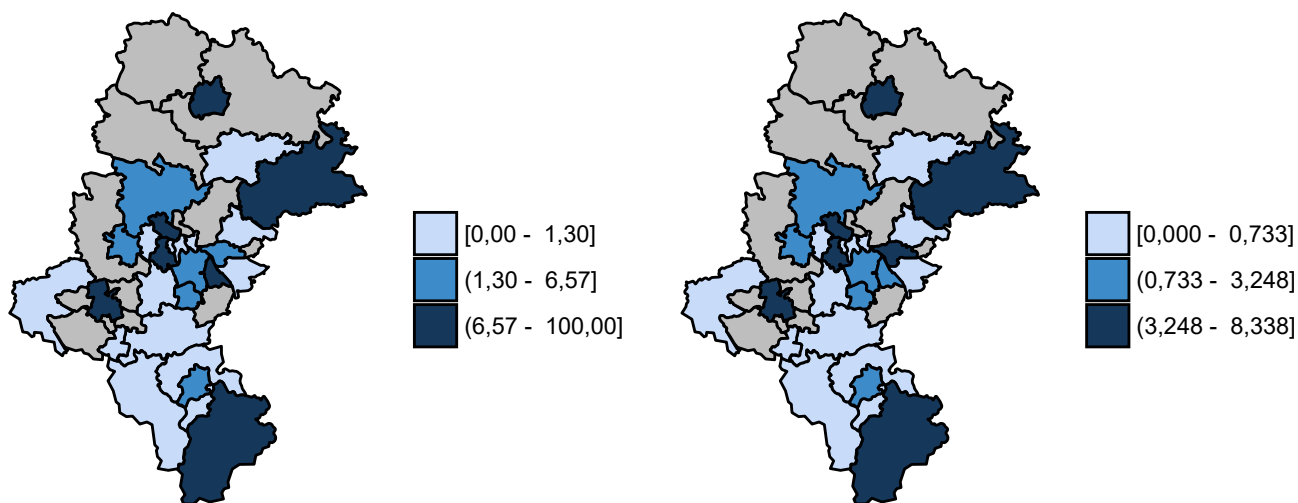 [0,00 - 1,30]
(1,30 - 6,57]
(6,57 - 100,00]
[0,000 - 0,733]
(0,733 - 3,248]
(3,248 - 8,338]